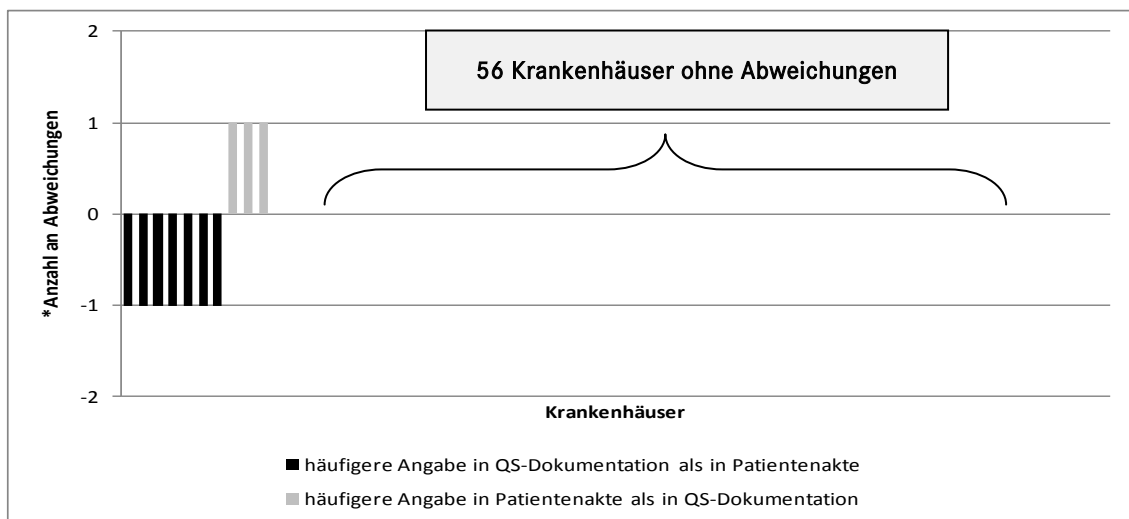 2
56 Krankenhäuser ohne Abweichungen
1
0
-1
-2
*Anzahl an Abweichungen
Krankenhäuser
häufigere Angabe in QS-Dokumentation als in Patientenakte
häufigere Angabe in Patientenakte als in QS-Dokumentation